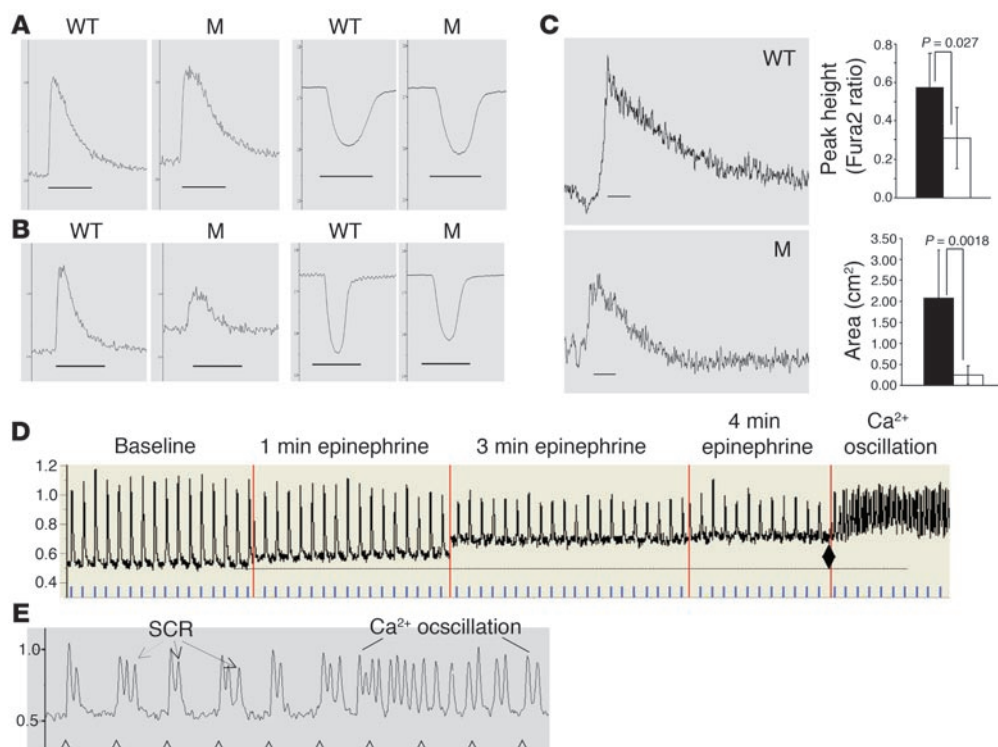 A
WT
M
WT
M
B
WT
M
WT
M
C
WT
M
Peak height
(Fura2 ratio)
P = 0.027
0.8
0.6
0.4
0.2
0.0
Area (cm²)
P = 0.0018
3.50
3.00
2.50
2.00
1.50
1.00
0.50
0.00
D
Baseline
1 min epinephrine
3 min epinephrine
4 min
epinephrine
Ca²⁺
oscsillation
1.2
1.0
0.8
0.6
0.4
E
SCR
Ca²⁺ ocscillation
1.0
0.5